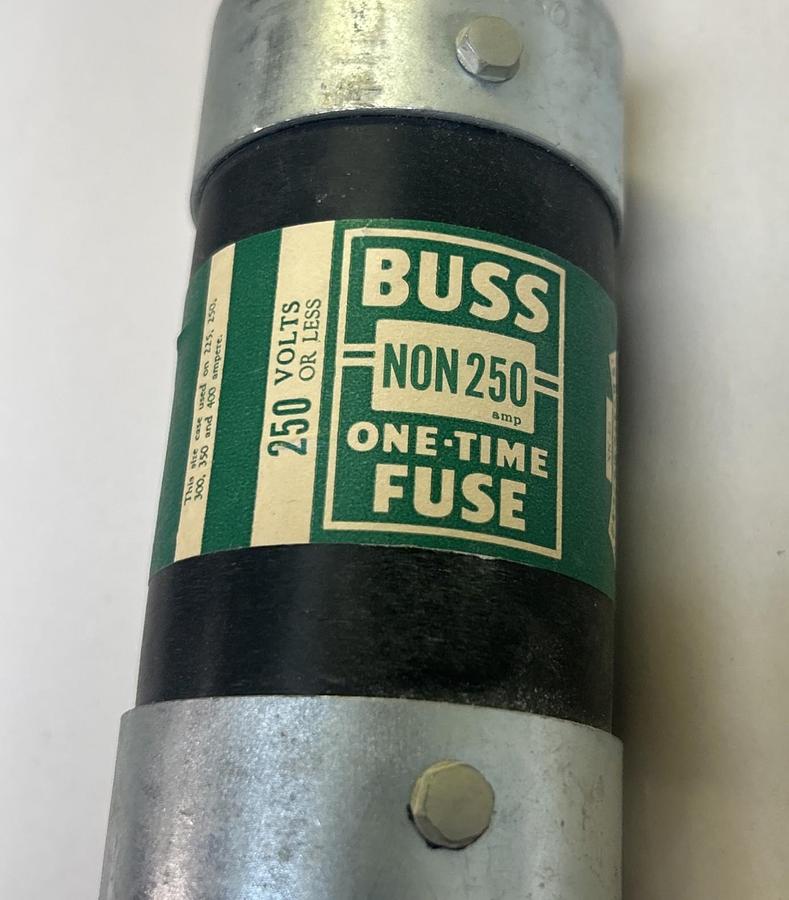 BUSS
NON 250
amp
ONE-TIME
FUSE
250 VOLTS
OR LESS
This size case used on 225, 250,
300, 350 and 400 ampere.